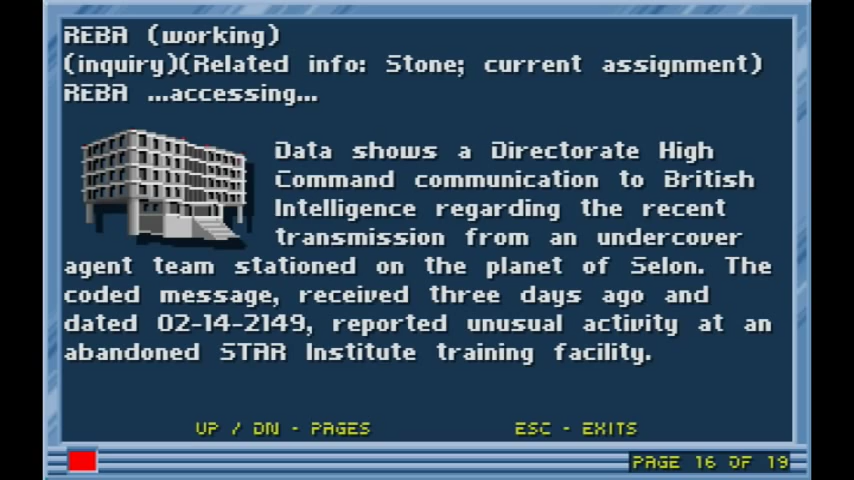 REBA (working)
(inquiry)(Related info: Stone; current assignment)
REBA ...accessing...
Data shows a Directorate High
Command communication to British
Intelligence regarding the recent
transmission from an undercover
agent team stationed on the planet of Selon. The
coded message, received three days ago and
dated 02-14-2149, reported unusual activity at an
abandoned STAR Institute training facility.
UP / DN - PAGES ESC - EXITS
PAGE 16 OF 19